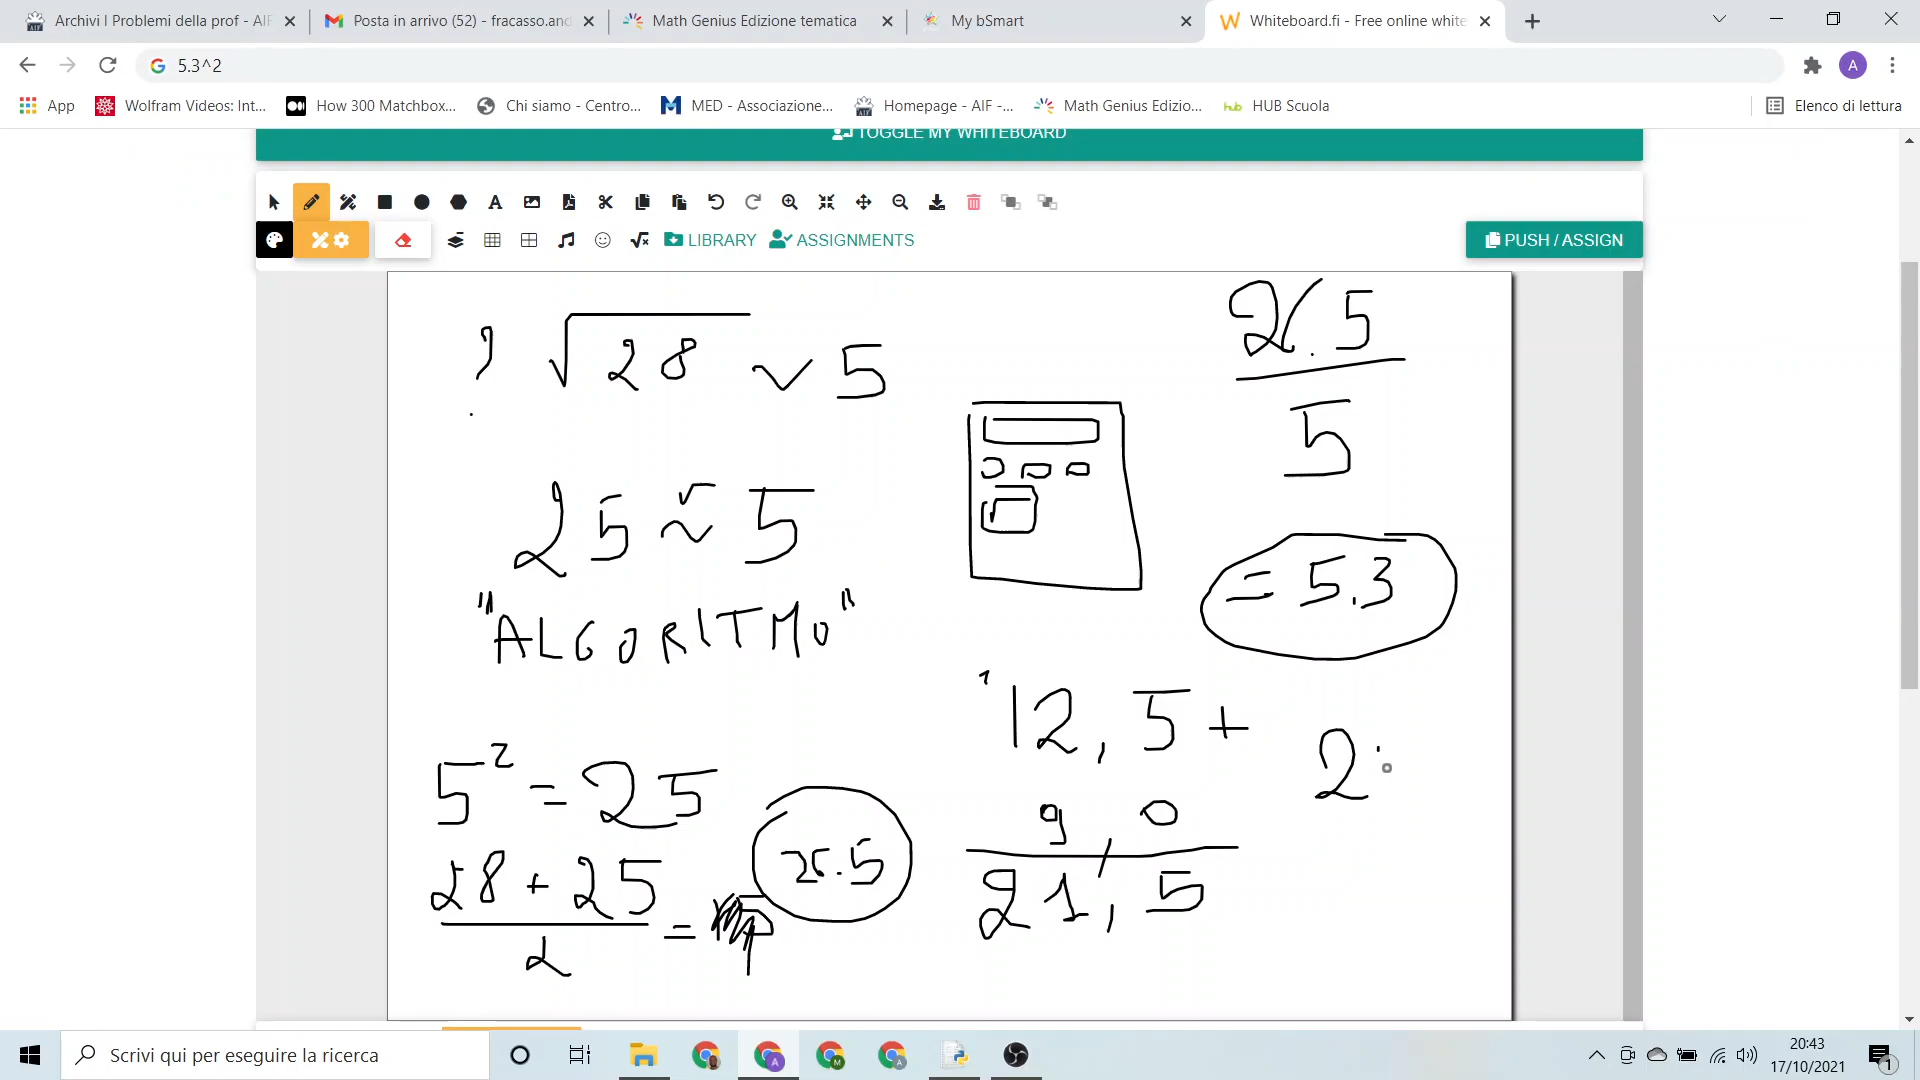 Archivi I Problemi della prof - AIF
Posta in arrivo (52) - fracasso.and
Math Genius Edizione tematica
My bSmart
Whiteboard.fi - Free online white
5.3^2
A
App
Wolfram Videos: Int...
How 300 Matchbox...
Chi siamo - Centro...
MED - Associazione...
Homepage - AIF -...
Math Genius Edizio...
HUB Scuola
Elenco di lettura
TOGGLE MY WHITEBOARD
LIBRARY
ASSIGNMENTS
PUSH / ASSIGN
√28 ~ 5
26.5
5
25 ≈ 5
= 5.3
"ALGORITMO"
12,5 +
9,0
21,5
2
5² = 25
28 + 25
2
=
26.5
Scrivi qui per eseguire la ricerca
20:43
17/10/2021
1